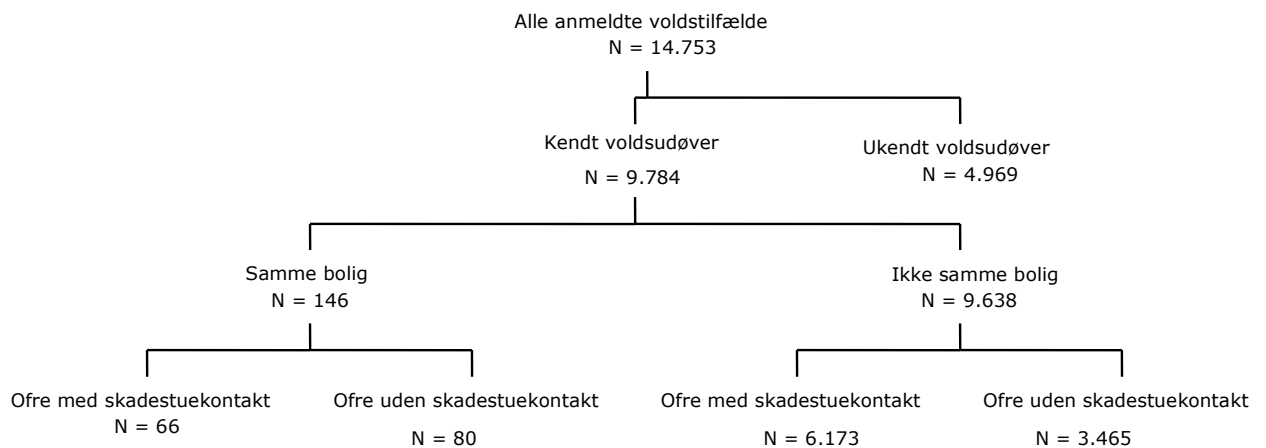 Alle anmeldte voldstilfælde
N = 14.753
Kendt voldsudøver
N = 9.784
Ukendt voldsudøver
N = 4.969
Samme bolig
N = 146
Ikke samme bolig
N = 9.638
Ofre med skadestuekontakt
N = 66
Ofre uden skadestuekontakt
N = 80
Ofre med skadestuekontakt
N = 6.173
Ofre uden skadestuekontakt
N = 3.465